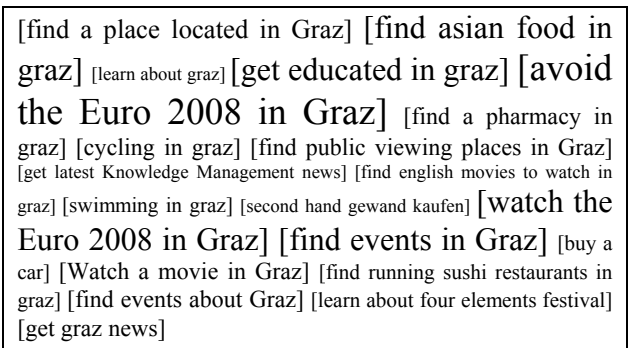 [find a place located in Graz] [find asian food in
graz] [learn about graz] [get educated in graz] [avoid
the Euro 2008 in Graz] [find a pharmacy in
graz] [cycling in graz] [find public viewing places in Graz]
[get latest Knowledge Management news] [find english movies to watch in
graz] [swimming in graz] [second hand gewand kaufen] [watch the
Euro 2008 in Graz] [find events in Graz] [buy a
car] [Watch a movie in Graz] [find running sushi restaurants in
graz] [find events about Graz] [learn about four elements festival]
[get graz news]